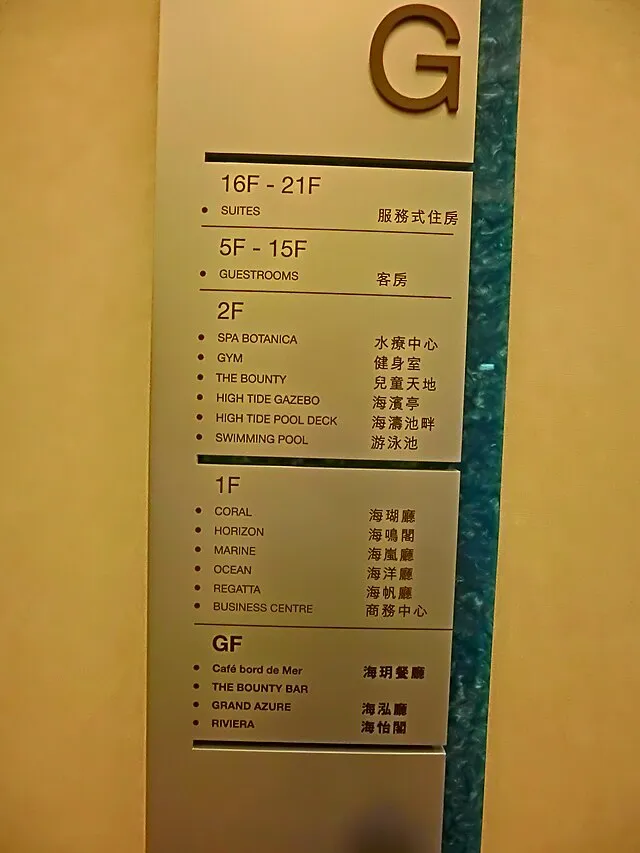 G
16F - 21F
• SUITES 服務式住房
5F - 15F
• GUESTROOMS 客房
2F
• SPA BOTANICA 水療中心
• GYM 健身室
• THE BOUNTY 兒童天地
• HIGH TIDE GAZEBO 海濱亭
• HIGH TIDE POOL DECK 海濤池畔
• SWIMMING POOL 游泳池
1F
• CORAL 海瑚廳
• HORIZON 海鳴閣
• MARINE 海嵐廳
• OCEAN 海洋廳
• REGATTA 海帆廳
• BUSINESS CENTRE 商務中心
GF
• Café bord de Mer 海玥餐廳
• THE BOUNTY BAR
• GRAND AZURE 海泓廳
• RIVIERA 海怡閣